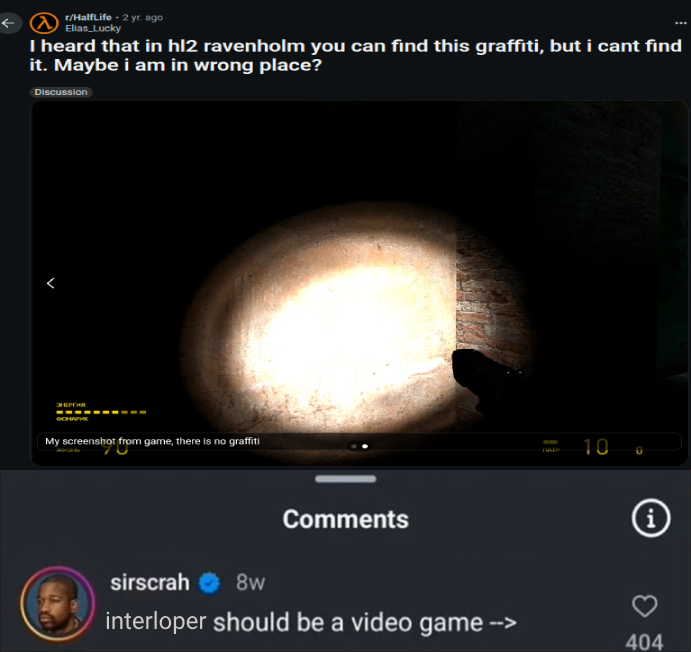 r/HalfLife • 2 yr. ago
Elias_Lucky
I heard that in hl2 ravenholm you can find this graffiti, but i cant find
it. Maybe i am in wrong place?
Discussion
ЭНЕРГИЯ
ФОНАРИК
My screenshot from game, there is no graffiti
90
10
Comments
sirscrah 8w
interloper should be a video game -->
404